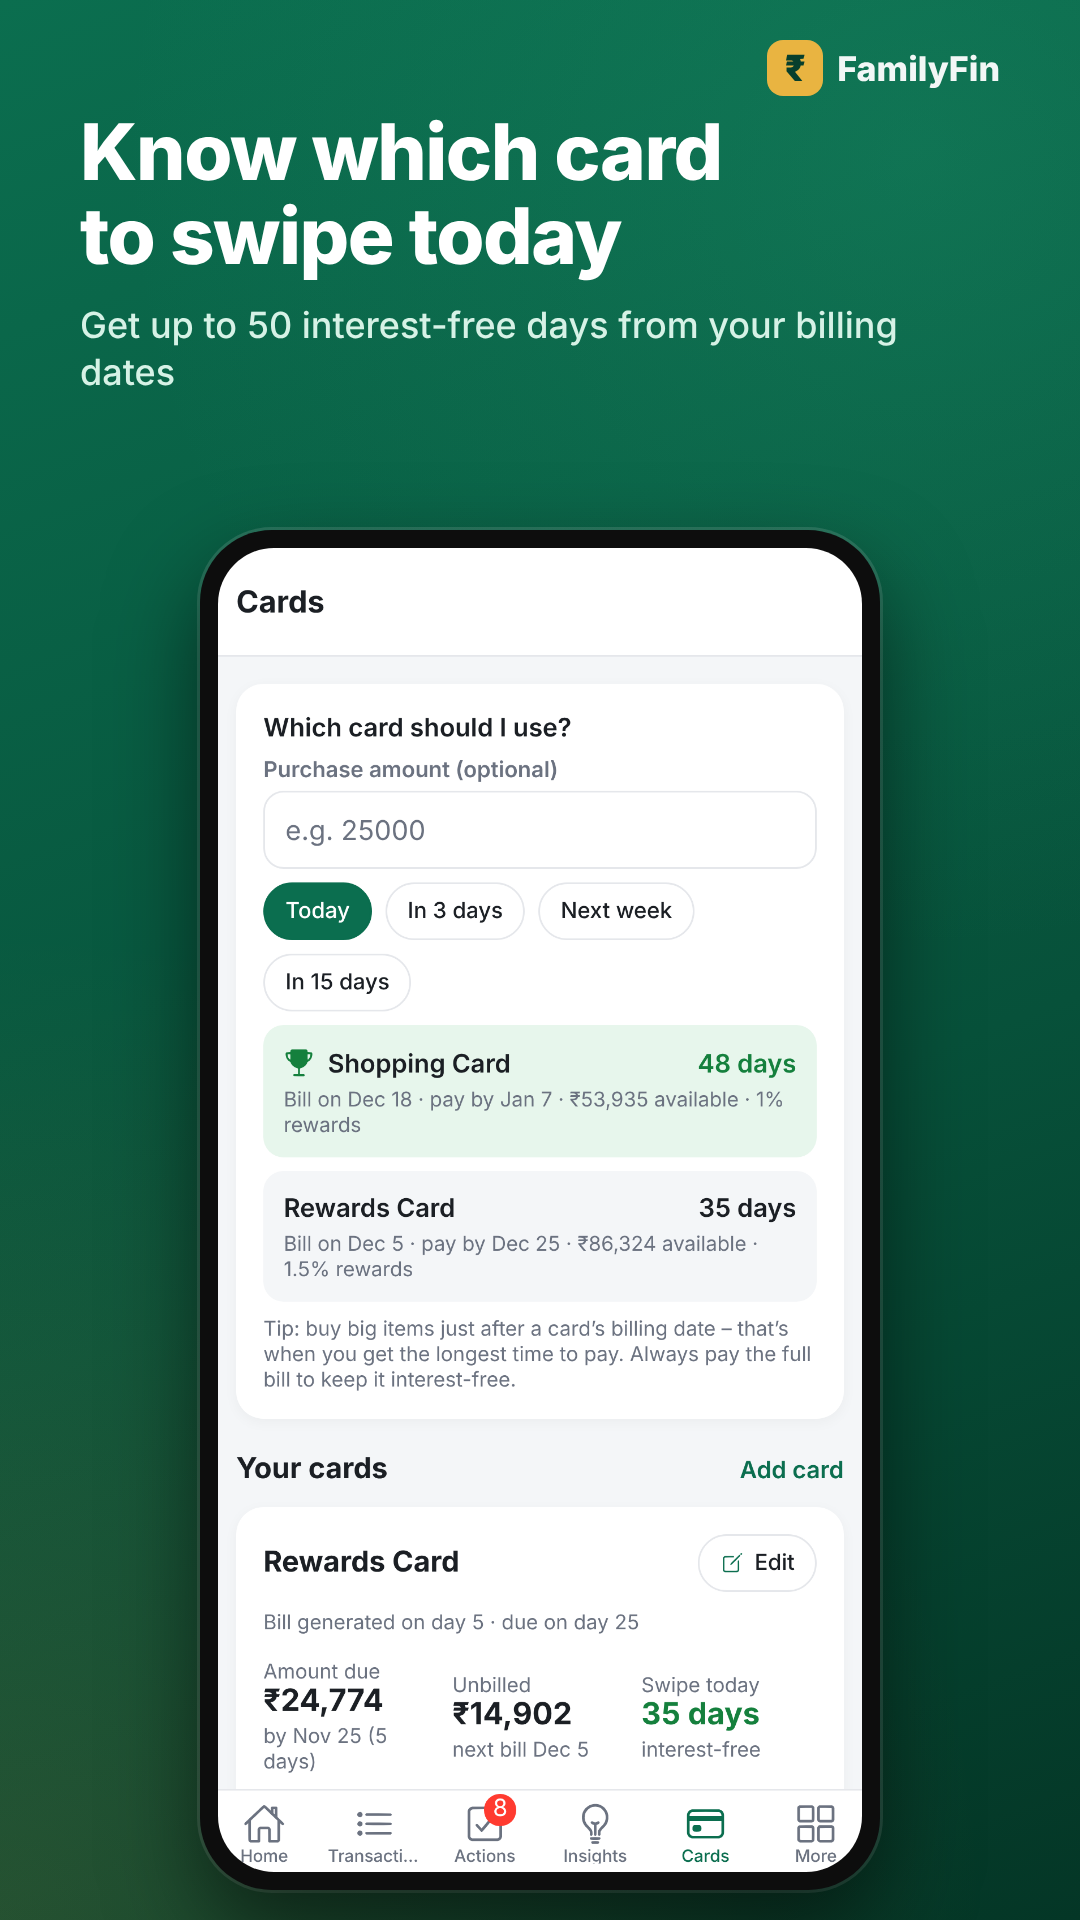 ₹ FamilyFin
Know which card
to swipe today
Get up to 50 interest-free days from your billing
dates
Cards
Which card should I use?
Purchase amount (optional)
e.g. 25000
Today In 3 days Next week
In 15 days
Shopping Card 48 days
Bill on Dec 18 · pay by Jan 7 · ₹53,935 available · 1%
rewards
Rewards Card 35 days
Bill on Dec 5 · pay by Dec 25 · ₹86,324 available ·
1.5% rewards
Tip: buy big items just after a card’s billing date – that’s
when you get the longest time to pay. Always pay the full
bill to keep it interest-free.
Your cards Add card
Rewards Card Edit
Bill generated on day 5 · due on day 25
Amount due Unbilled Swipe today
₹24,774 ₹14,902 35 days
by Nov 25 (5 next bill Dec 5 interest-free
days)
8
Home Transacti... Actions Insights Cards More